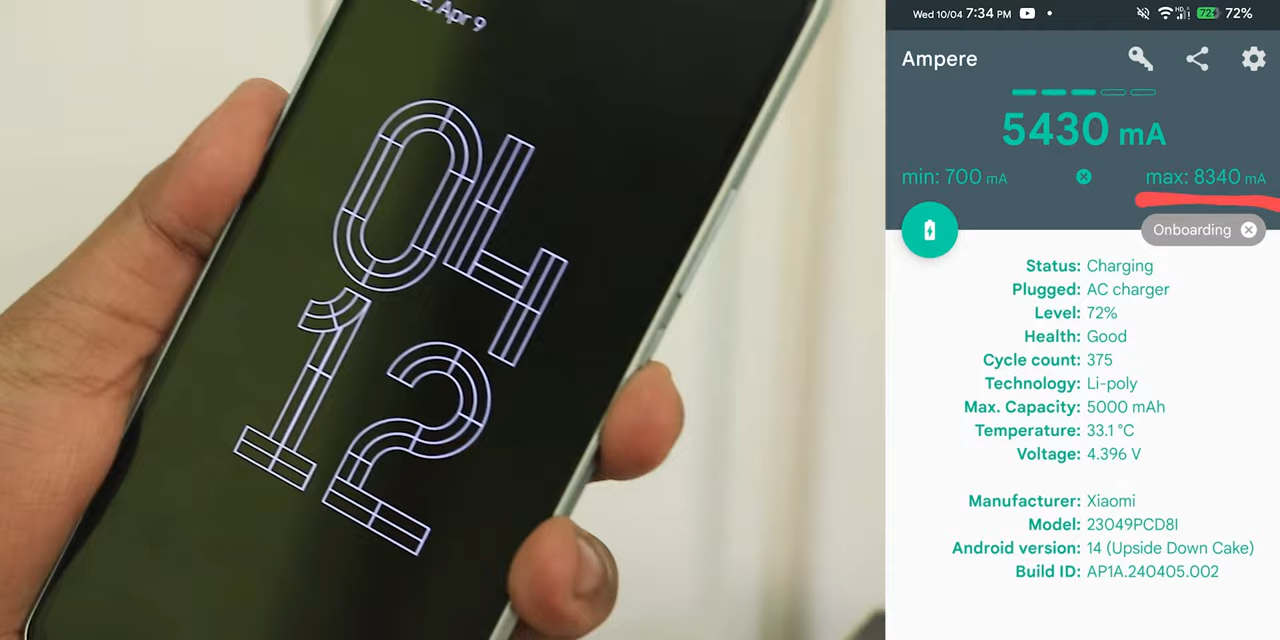 Apr 9
04
12
Wed 10/04 7:34 PM HD 72 72%
Ampere
5430 mA
min: 700 mA max: 8340 mA
Onboarding
Status: Charging
Plugged: AC charger
Level: 72%
Health: Good
Cycle count: 375
Technology: Li-poly
Max. Capacity: 5000 mAh
Temperature: 33.1 °C
Voltage: 4.396 V
Manufacturer: Xiaomi
Model: 23049PCD8I
Android version: 14 (Upside Down Cake)
Build ID: AP1A.240405.002